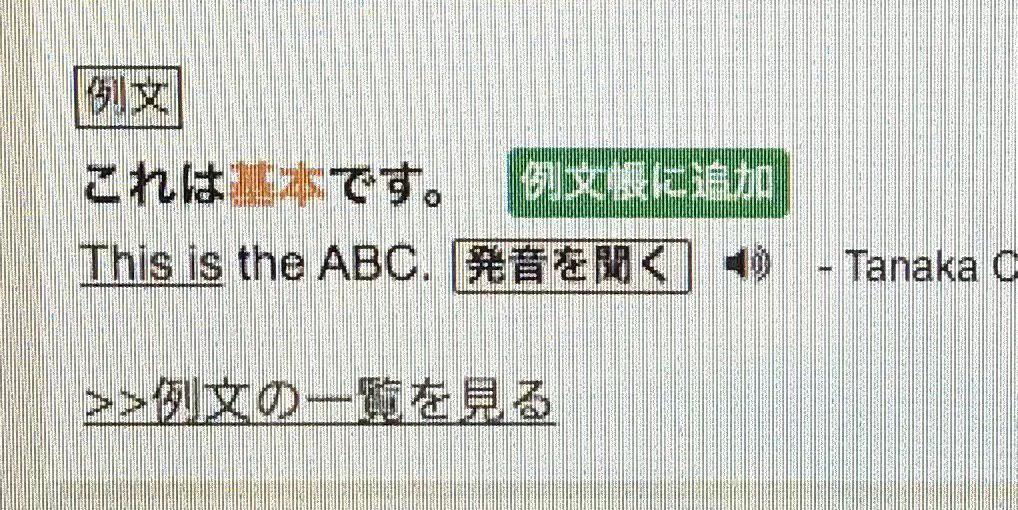 例文
これは基本です。 例文帳に追加
This is the ABC. 発音を聞く - Tanaka C
>>例文の一覧を見る